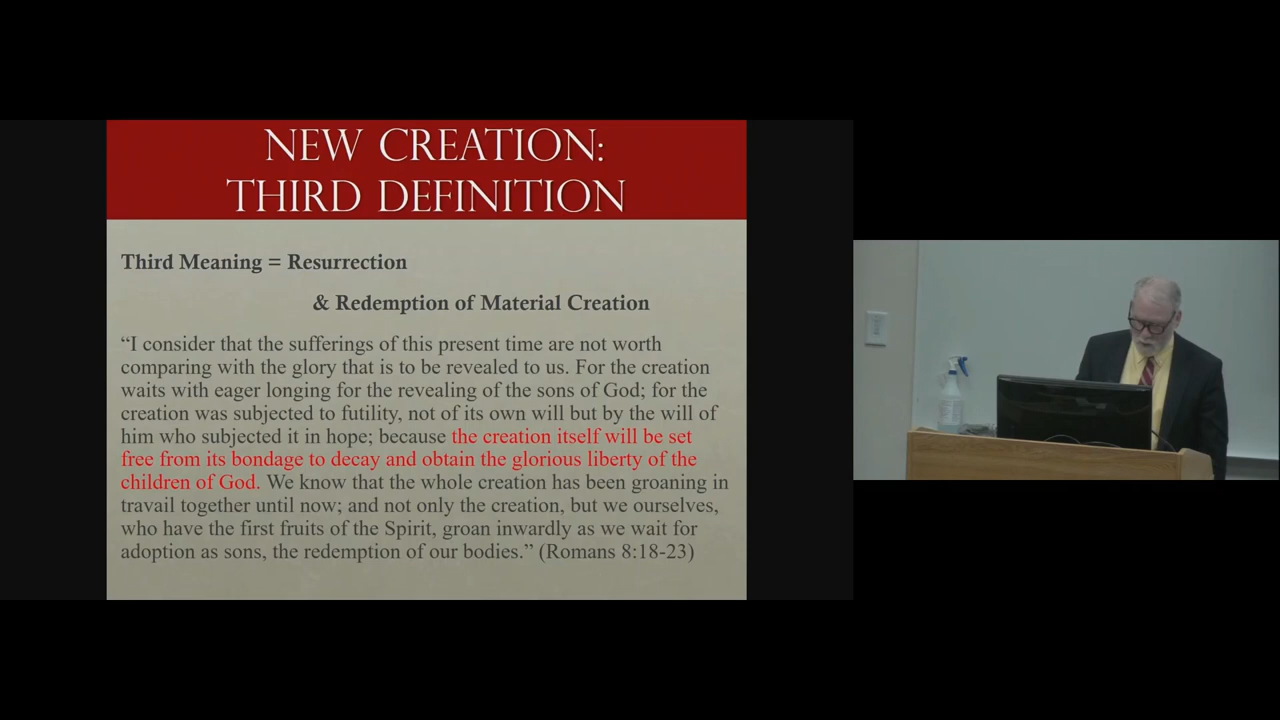 NEW CREATION:
THIRD DEFINITION
Third Meaning = Resurrection
& Redemption of Material Creation
“I consider that the sufferings of this present time are not worth
comparing with the glory that is to be revealed to us. For the creation
waits with eager longing for the revealing of the sons of God; for the
creation was subjected to futility, not of its own will but by the will of
him who subjected it in hope; because the creation itself will be set
free from its bondage to decay and obtain the glorious liberty of the
children of God. We know that the whole creation has been groaning in
travail together until now; and not only the creation, but we ourselves,
who have the first fruits of the Spirit, groan inwardly as we wait for
adoption as sons, the redemption of our bodies.” (Romans 8:18-23)